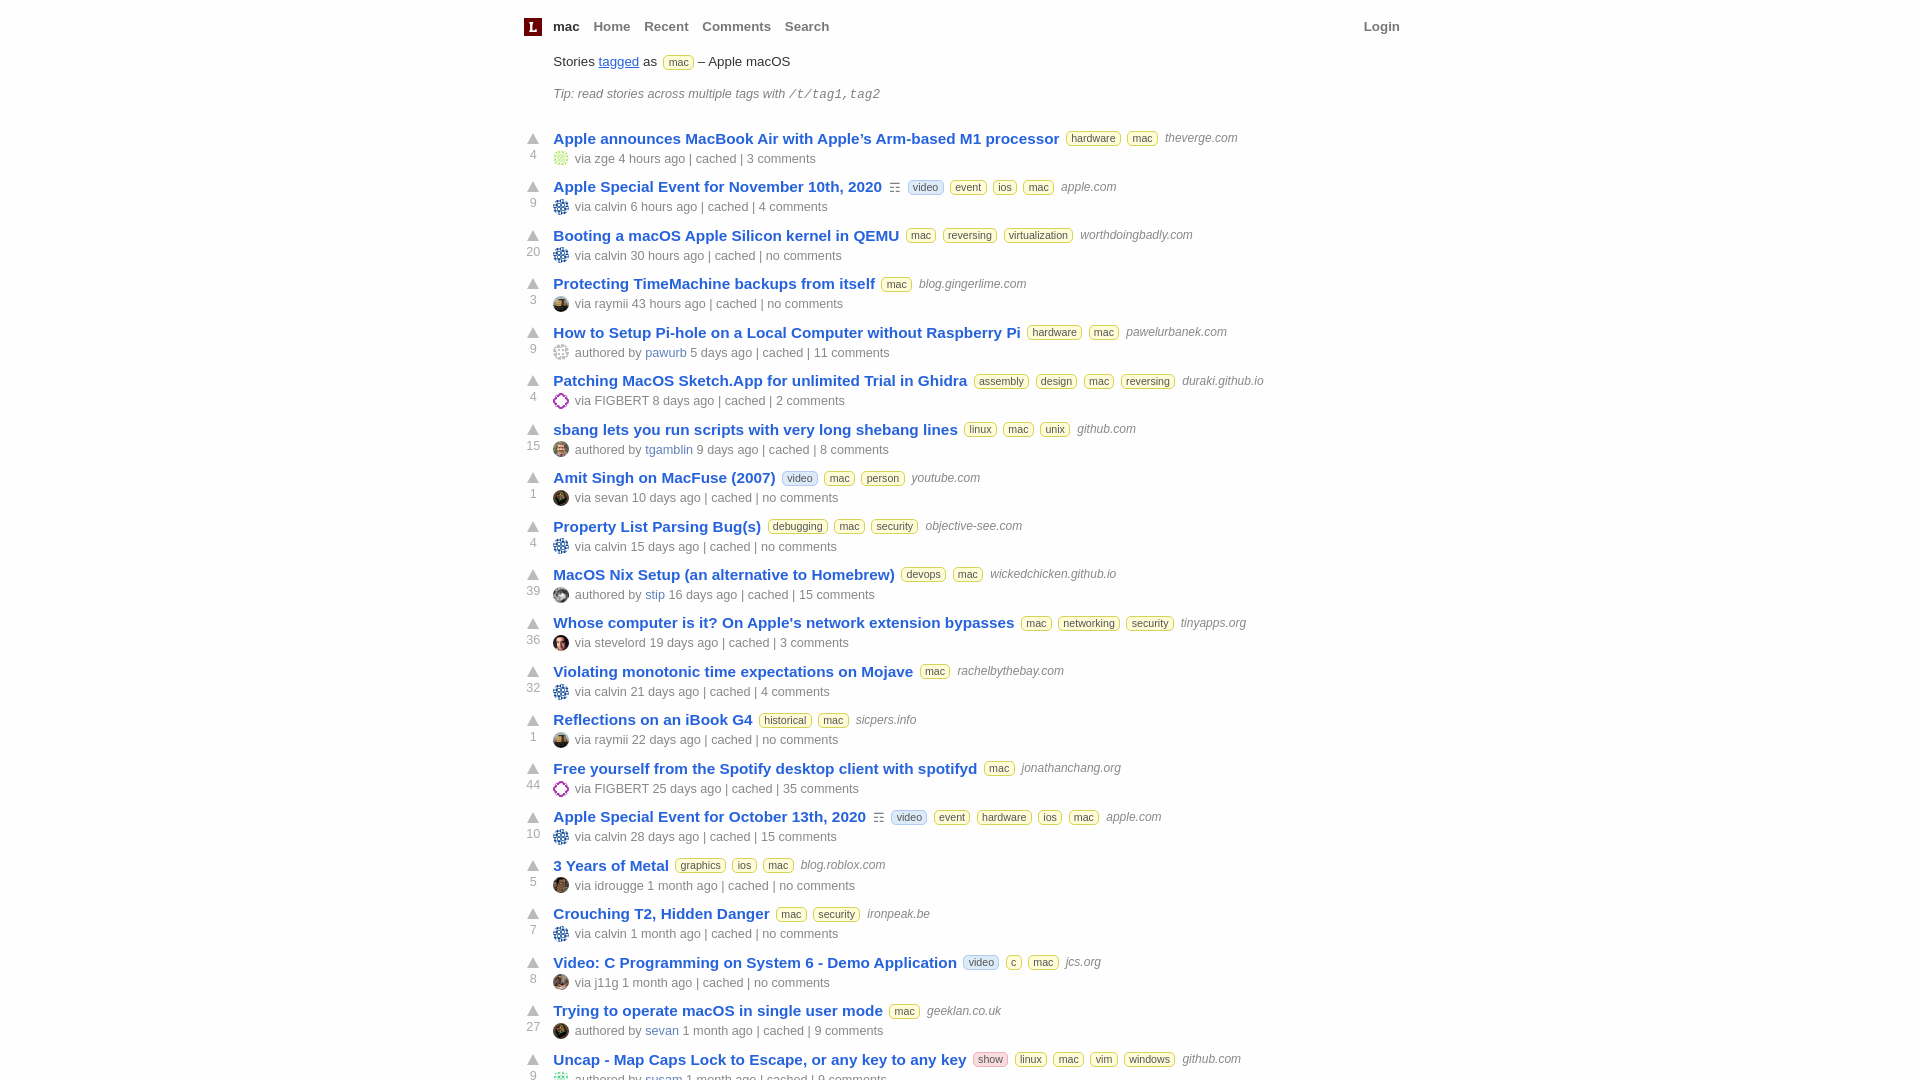 L mac Home Recent Comments Search Login
Stories tagged as mac – Apple macOS
Tip: read stories across multiple tags with /t/tag1,tag2
Apple announces MacBook Air with Apple’s Arm-based M1 processor hardware mac theverge.com
4 via zge 4 hours ago | cached | 3 comments
Apple Special Event for November 10th, 2020 ☶ video event ios mac apple.com
9 via calvin 6 hours ago | cached | 4 comments
Booting a macOS Apple Silicon kernel in QEMU mac reversing virtualization worthdoingbadly.com
20 via calvin 30 hours ago | cached | no comments
Protecting TimeMachine backups from itself mac blog.gingerlime.com
3 via raymii 43 hours ago | cached | no comments
How to Setup Pi-hole on a Local Computer without Raspberry Pi hardware mac pawelurbanek.com
9 authored by pawurb 5 days ago | cached | 11 comments
Patching MacOS Sketch.App for unlimited Trial in Ghidra assembly design mac reversing duraki.github.io
4 via FIGBERT 8 days ago | cached | 2 comments
sbang lets you run scripts with very long shebang lines linux mac unix github.com
15 authored by tgamblin 9 days ago | cached | 8 comments
Amit Singh on MacFuse (2007) video mac person youtube.com
1 via sevan 10 days ago | cached | no comments
Property List Parsing Bug(s) debugging mac security objective-see.com
4 via calvin 15 days ago | cached | no comments
MacOS Nix Setup (an alternative to Homebrew) devops mac wickedchicken.github.io
39 authored by stip 16 days ago | cached | 15 comments
Whose computer is it? On Apple's network extension bypasses mac networking security tinyapps.org
36 via stevelord 19 days ago | cached | 3 comments
Violating monotonic time expectations on Mojave mac rachelbythebay.com
32 via calvin 21 days ago | cached | 4 comments
Reflections on an iBook G4 historical mac sicpers.info
1 via raymii 22 days ago | cached | no comments
Free yourself from the Spotify desktop client with spotifyd mac jonathanchang.org
44 via FIGBERT 25 days ago | cached | 35 comments
Apple Special Event for October 13th, 2020 ☶ video event hardware ios mac apple.com
10 via calvin 28 days ago | cached | 15 comments
3 Years of Metal graphics ios mac blog.roblox.com
5 via idrougge 1 month ago | cached | no comments
Crouching T2, Hidden Danger mac security ironpeak.be
7 via calvin 1 month ago | cached | no comments
Video: C Programming on System 6 - Demo Application video c mac jcs.org
8 via j11g 1 month ago | cached | no comments
Trying to operate macOS in single user mode mac geeklan.co.uk
27 authored by sevan 1 month ago | cached | 9 comments
Uncap - Map Caps Lock to Escape, or any key to any key show linux mac vim windows github.com
9 authored by susam 1 month ago | cached | 9 comments